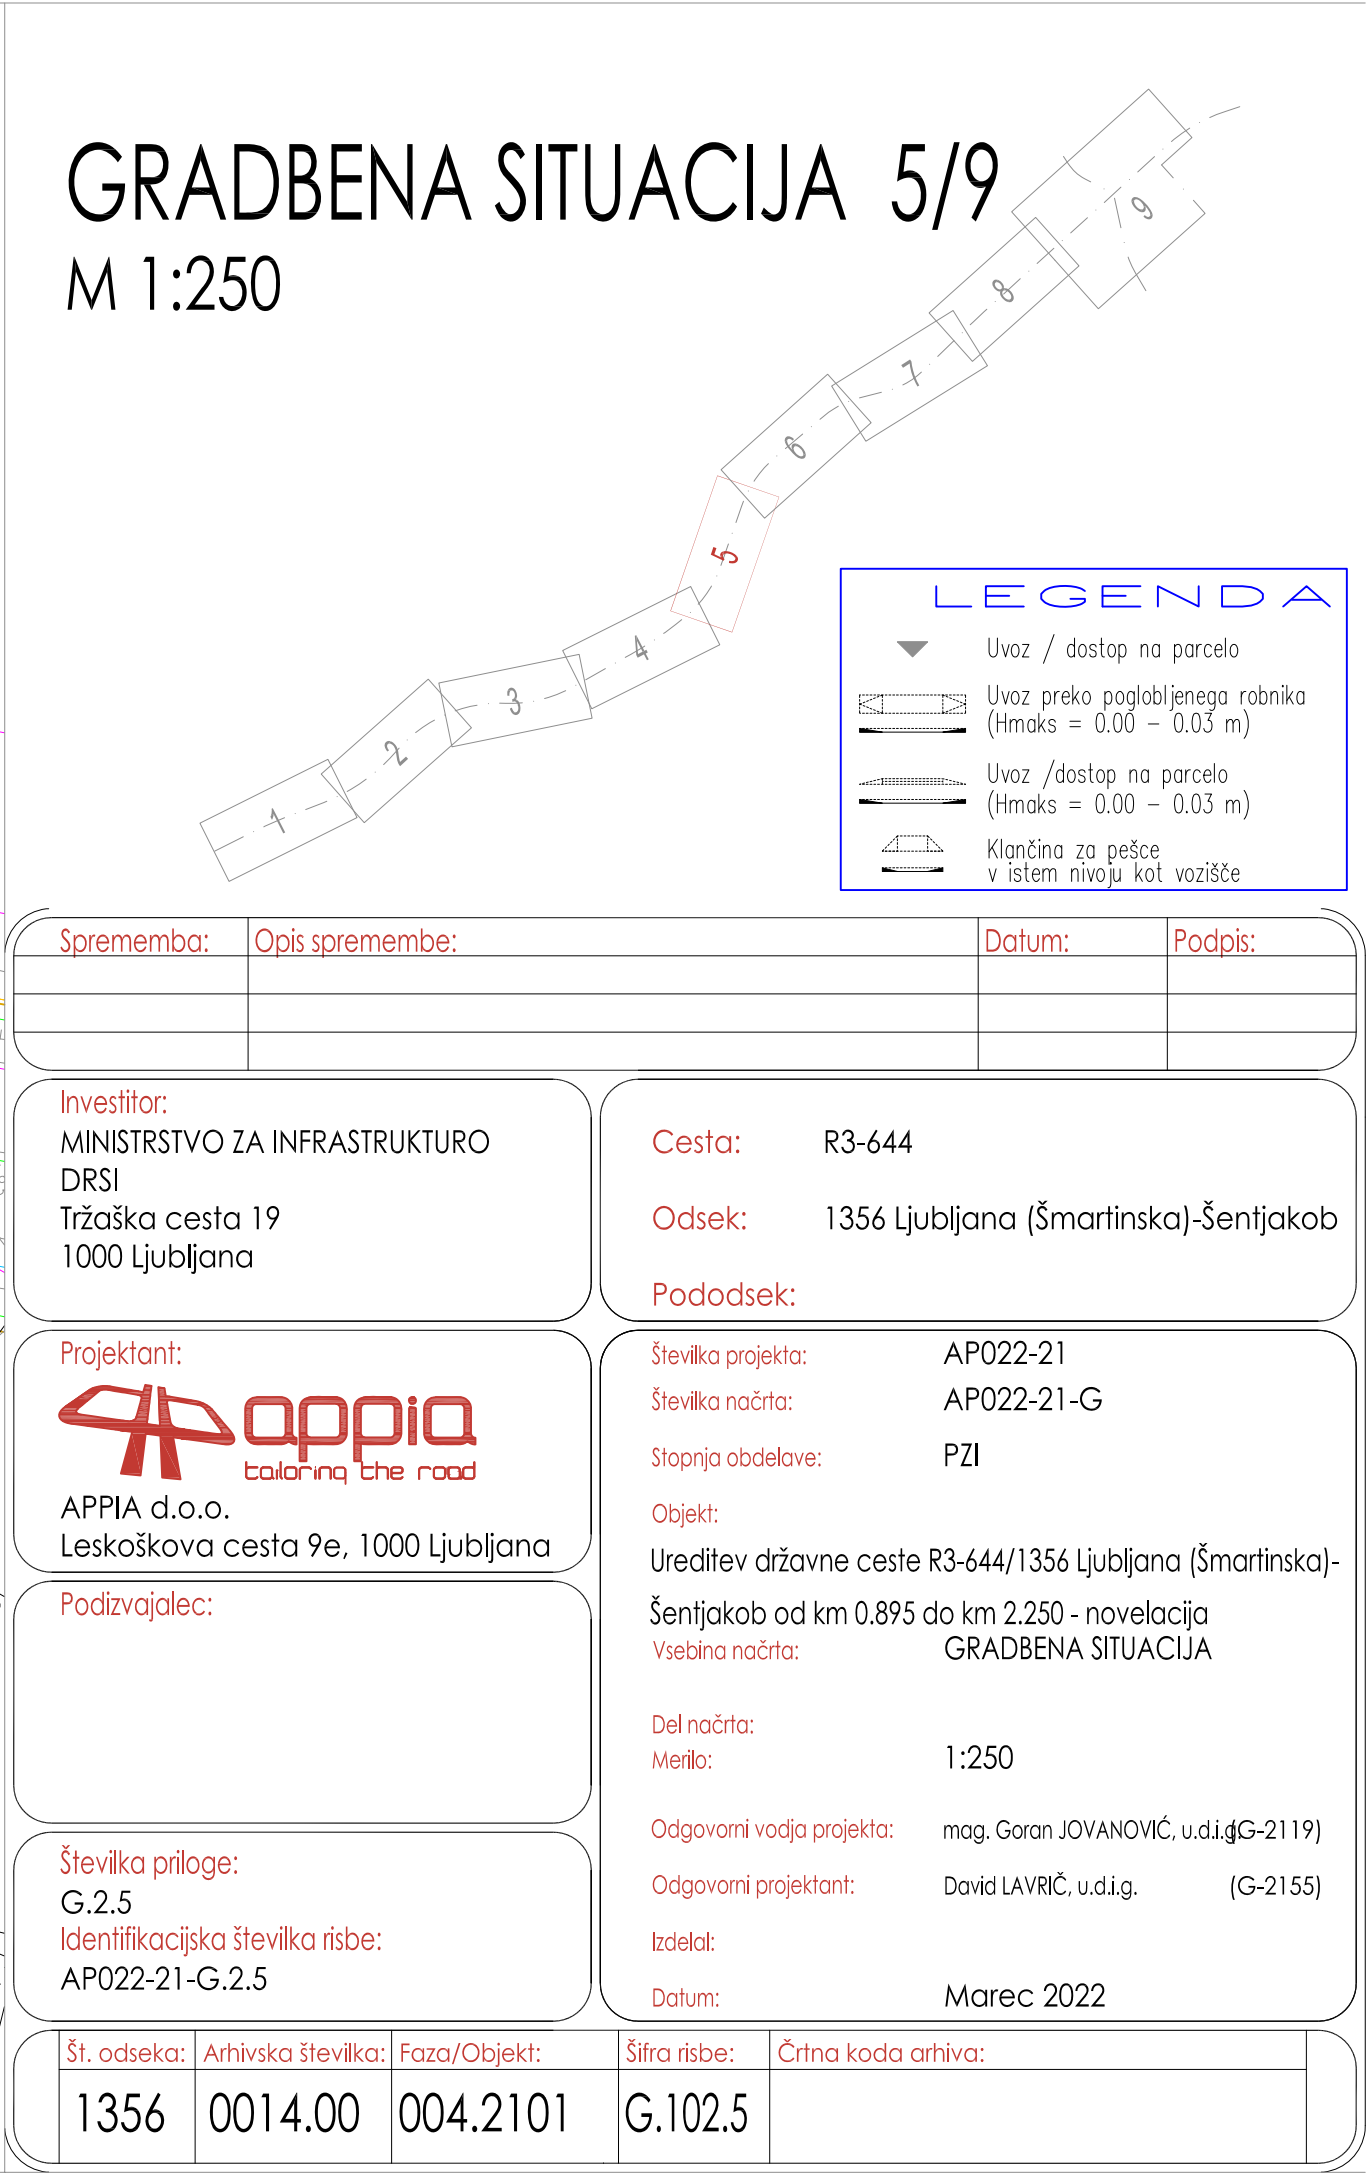 GRADBENA SITUACIJA 5/9
M 1:250
9
8
7
6
5
4
3
2
1
LEGENDA
Uvoz / dostop na parcelo
Uvoz preko poglobljenega robnika
(Hmaks = 0.00 – 0.03 m)
Uvoz /dostop na parcelo
(Hmaks = 0.00 – 0.03 m)
Klančina za pešce
v istem nivoju kot vozišče
Sprememba: Opis spremembe: Datum: Podpis:
Investitor:
MINISTRSTVO ZA INFRASTRUKTURO
DRSI
Tržaška cesta 19
1000 Ljubljana
Cesta: R3-644
Odsek: 1356 Ljubljana (Šmartinska)-Šentjakob
Pododsek:
Projektant:
appia
tailoring the road
APPIA d.o.o.
Leskoškova cesta 9e, 1000 Ljubljana
Podizvajalec:
Številka priloge:
G.2.5
Identifikacijska številka risbe:
AP022-21-G.2.5
Številka projekta: AP022-21
Številka načrta: AP022-21-G
Stopnja obdelave: PZI
Objekt:
Ureditev državne ceste R3-644/1356 Ljubljana (Šmartinska)-
Šentjakob od km 0.895 do km 2.250 - novelacija
Vsebina načrta: GRADBENA SITUACIJA
Del načrta:
Merilo: 1:250
Odgovorni vodja projekta: mag. Goran JOVANOVIĆ, u.d.i.g. (G-2119)
Odgovorni projektant: David LAVRIČ, u.d.i.g. (G-2155)
Izdelal:
Datum: Marec 2022
Št. odseka: Arhivska številka: Faza/Objekt: Šifra risbe: Črtna koda arhiva:
1356 0014.00 004.2101 G.102.5